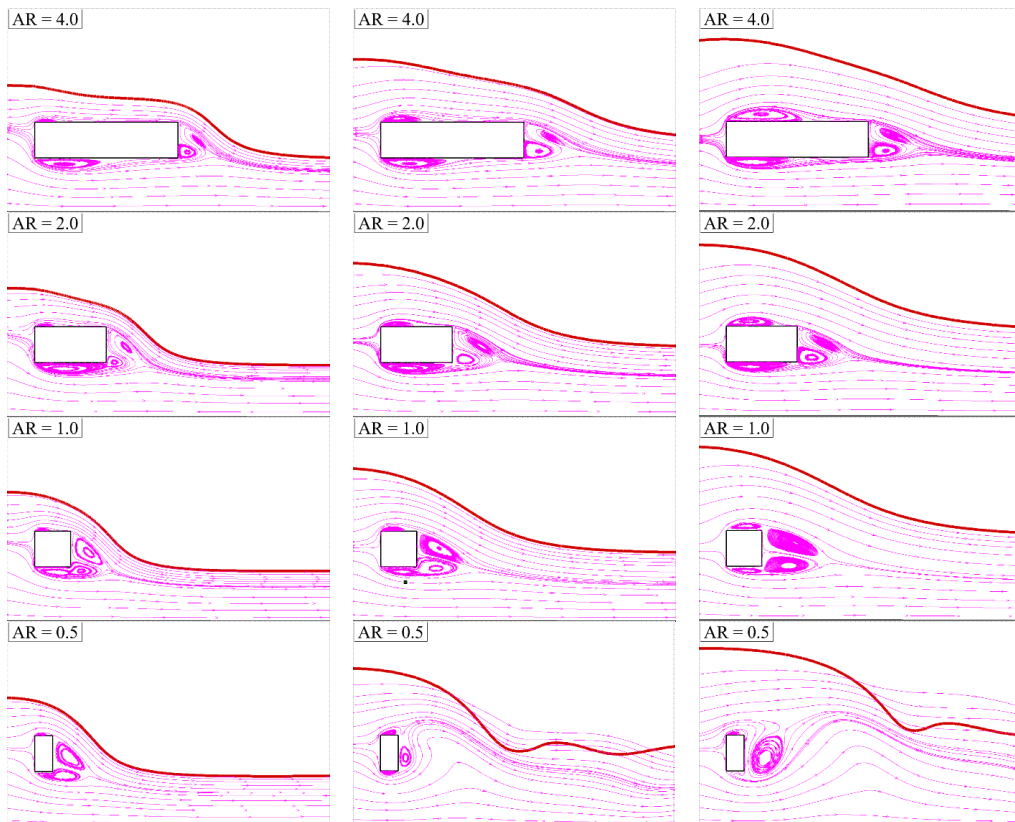 AR = 4.0
AR = 4.0
AR = 4.0
AR = 2.0
AR = 2.0
AR = 2.0
AR = 1.0
AR = 1.0
AR = 1.0
AR = 0.5
AR = 0.5
AR = 0.5